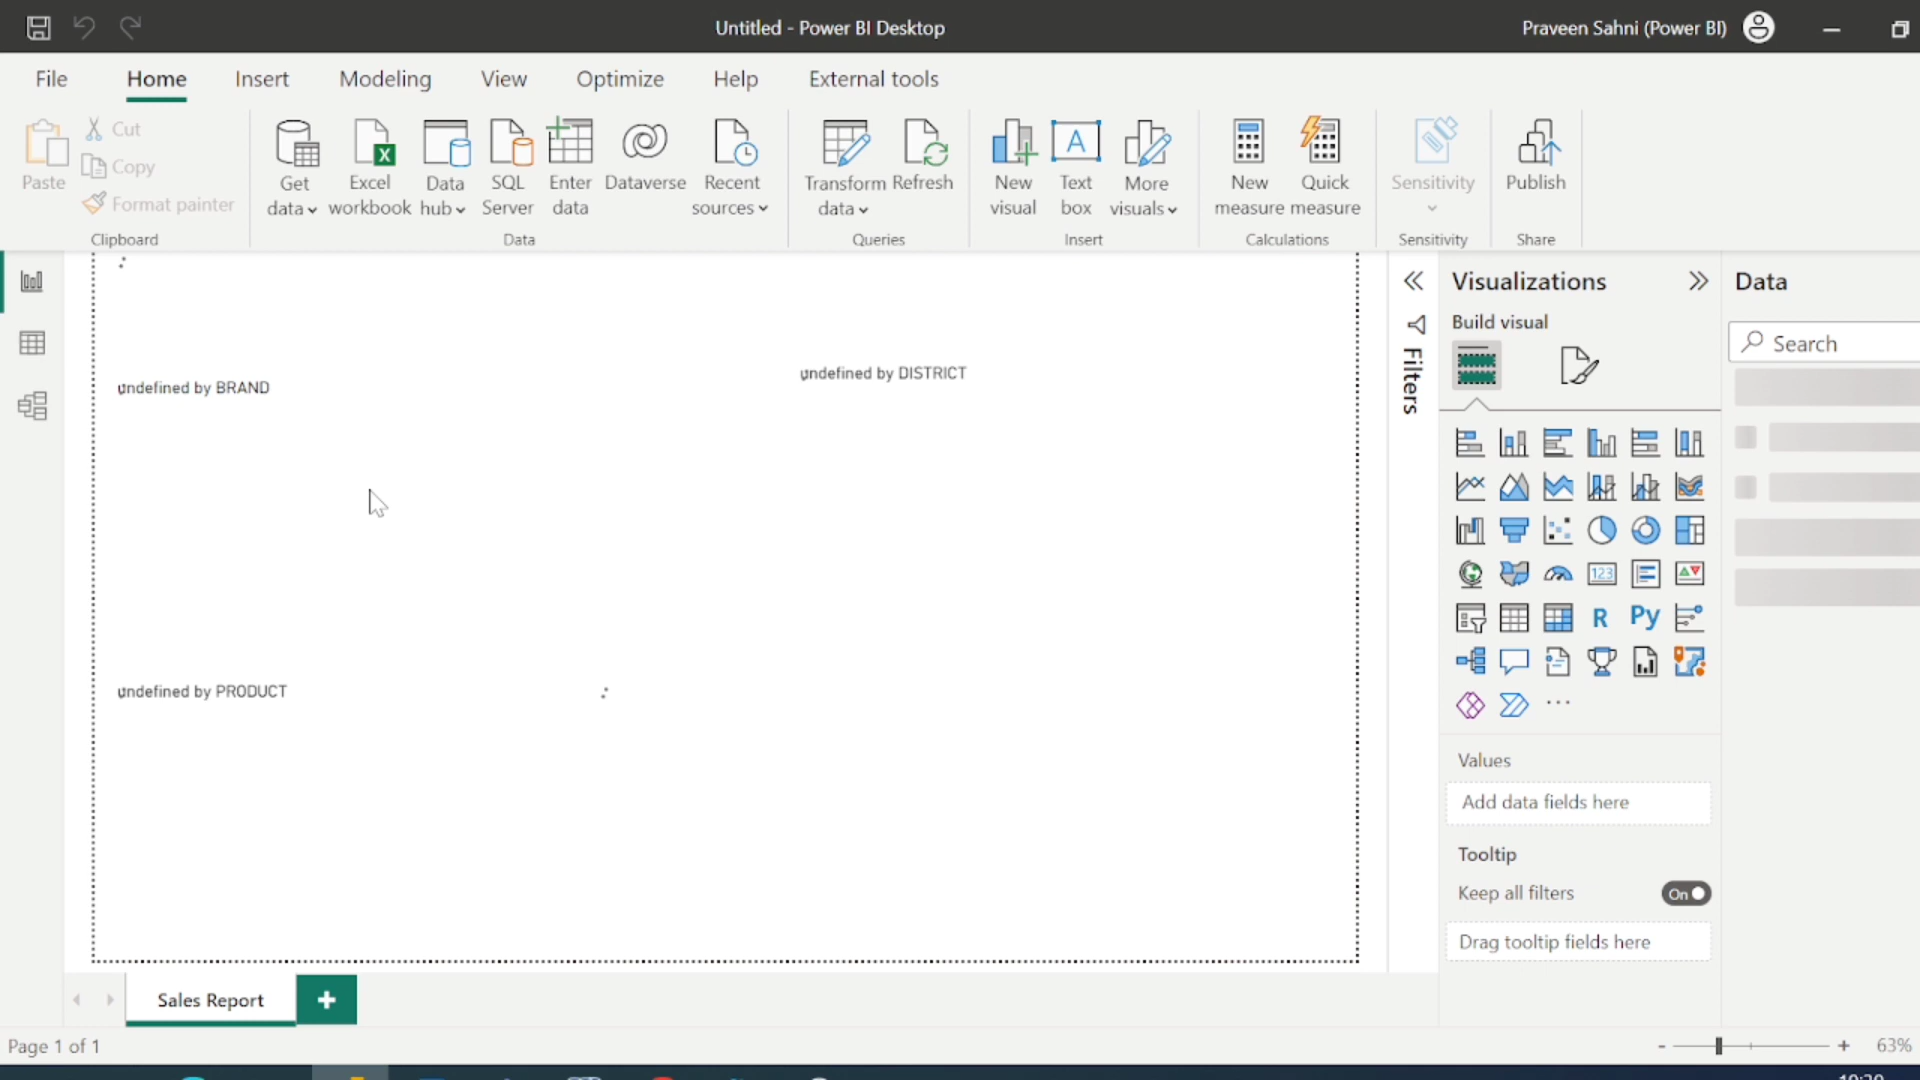 Untitled - Power BI Desktop
Praveen Sahni (Power BI)
File Home Insert Modeling View Optimize Help External tools
Paste
Cut
Copy
Format painter
Clipboard
Get data
Excel workbook
Data hub
SQL Server
Enter data
Dataverse
Recent sources
Data
Transform data
Refresh
Queries
New visual
Text box
More visuals
Insert
New measure
Quick measure
Calculations
Sensitivity
Sensitivity
Publish
Share
undefined by BRAND
undefined by DISTRICT
undefined by PRODUCT
Filters
Visualizations
Build visual
123
R
Py
Values
Add data fields here
Tooltip
Keep all filters
On
Drag tooltip fields here
Data
Search
Sales Report
Page 1 of 1
- + 63%